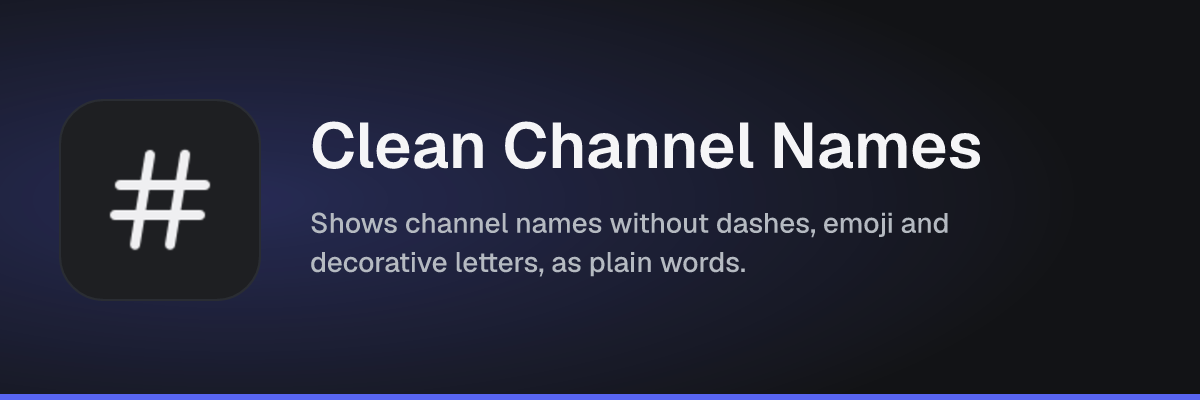 #
Clean Channel Names
Shows channel names without dashes, emoji and
decorative letters, as plain words.